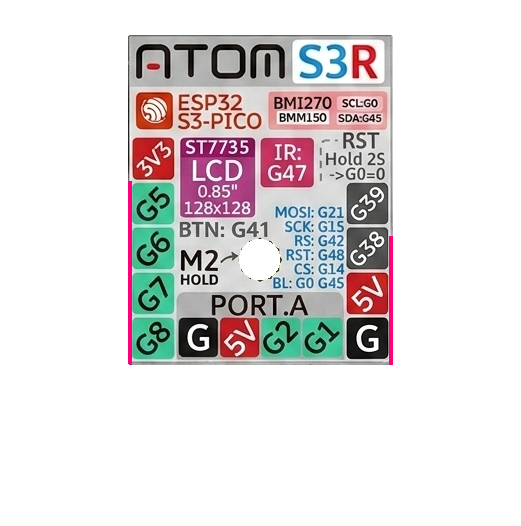 ATOM S3R
ESP32
S3-PICO
BMI270 SCL:G0
BMM150 SDA:G45
3V3
ST7735
LCD
0.85"
128x128
IR:
G47
RST
Hold 2S
->G0=0
G5
G39
BTN: G41
MOSI: G21
SCK: G15
RS: G42
RST: G48
CS: G14
BL: G0 G45
G6
G38
M2
HOLD
G7
5V
PORT.A
G8 G 5V G2 G1 G